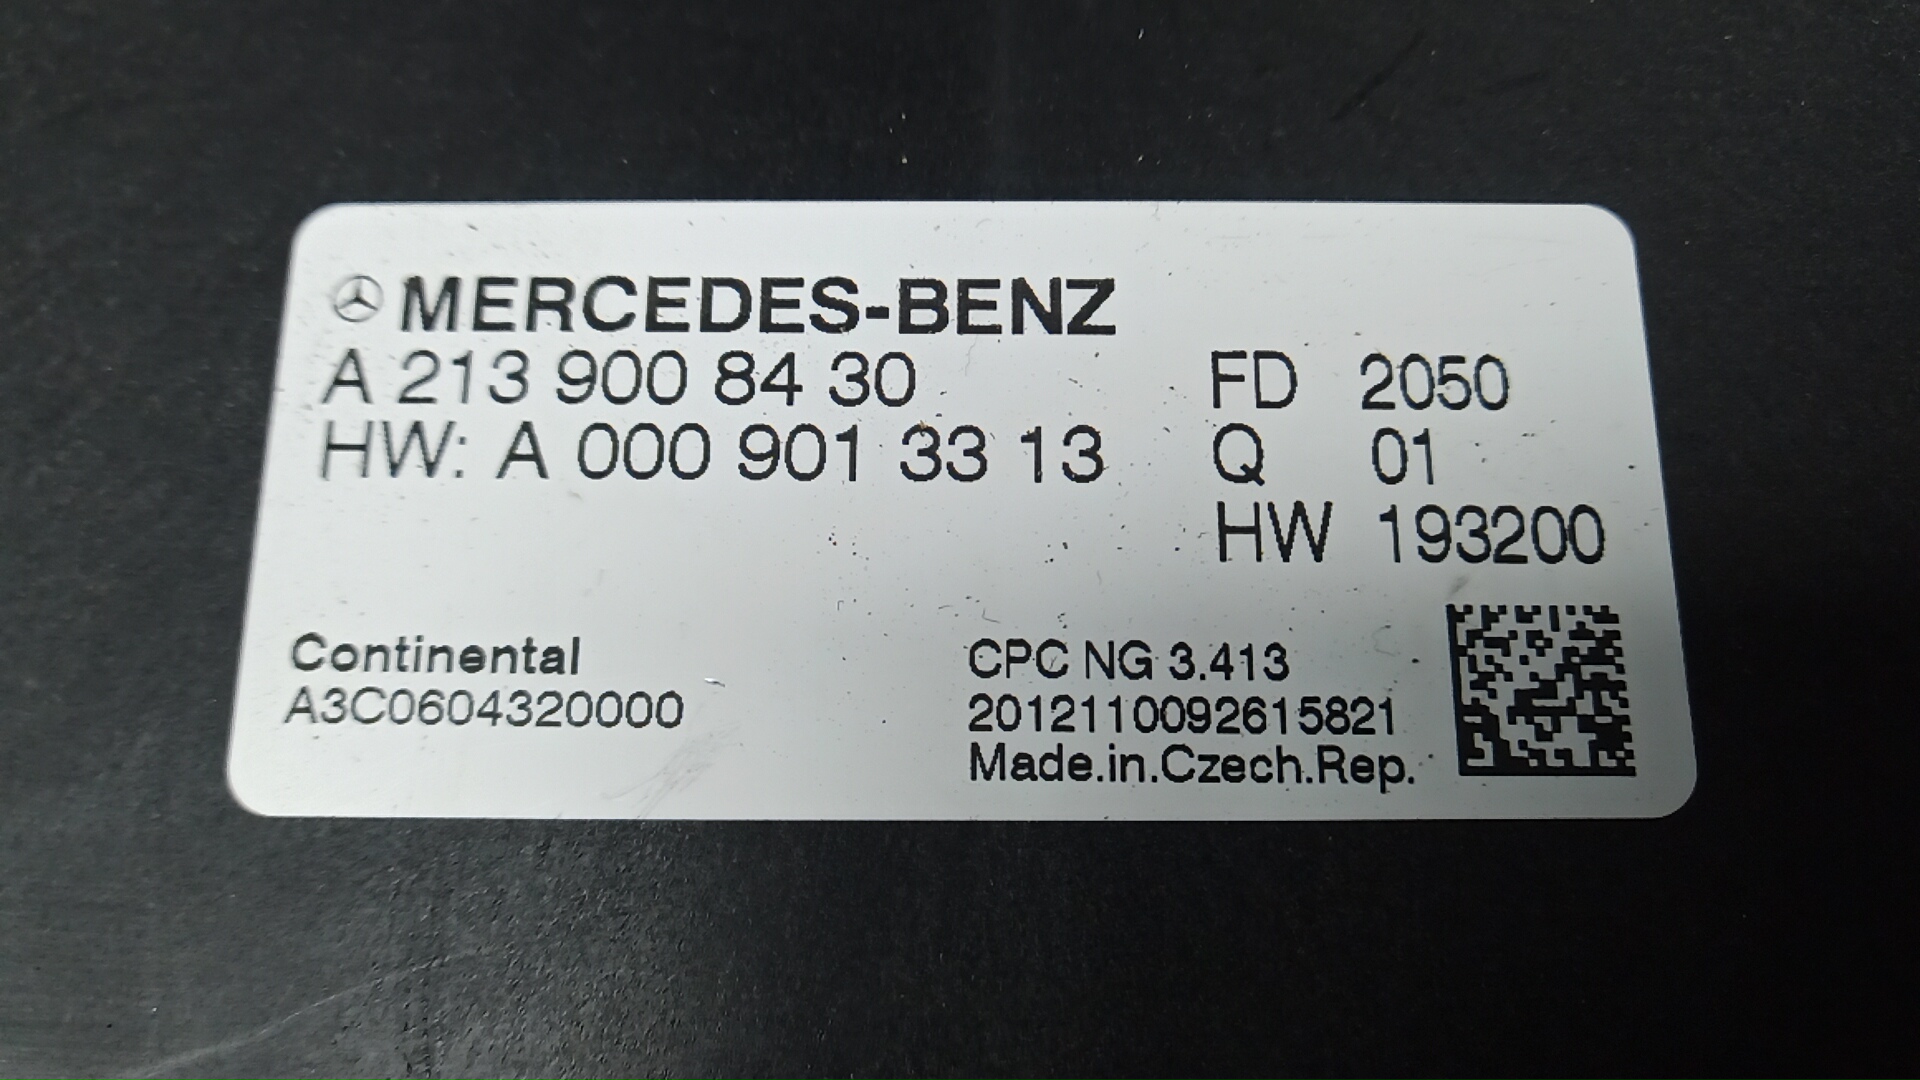 MERCEDES-BENZ
A 213 900 84 30 FD 2050
HW: A 000 901 33 13 Q 01
HW 193200
Continental CPC NG 3.413
A3C0604320000 2012110092615821
Made.in.Czech.Rep.